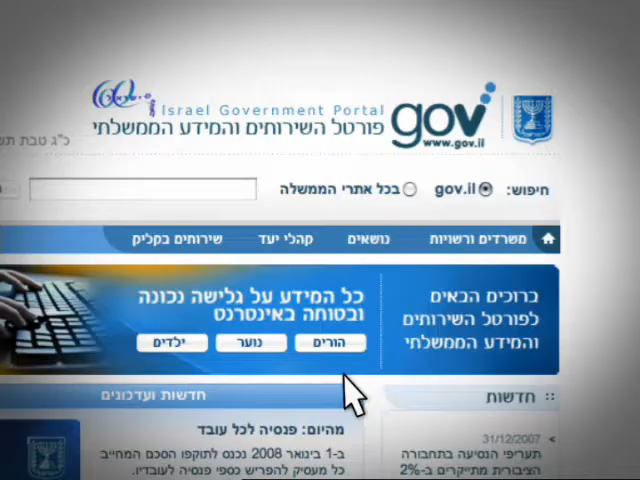 Israel Government Portal
פורטל השירותים והמידע הממשלתי
gov
www.gov.il
כ"ג טבת
חיפוש: gov.il בכל אתרי הממשלה
משרדים ורשויות נושאים קהלי יעד שירותים בקליק
ברוכים הבאים
לפורטל השירותים
והמידע הממשלתי
כל המידע על גלישה נכונה
ובטוחה באינטרנט
הורים נוער ילדים
חדשות
31/12/2007
תעריפי הנסיעה בתחבורה
הציבורית מתייקרים ב-2%
חדשות ועדכונים
מהיום: פנסיה לכל עובד
ב-1 בינואר 2008 נכנס לתוקפו הסכם המחייב
כל מעסיק להפריש כספי פנסיה לעובדיו.